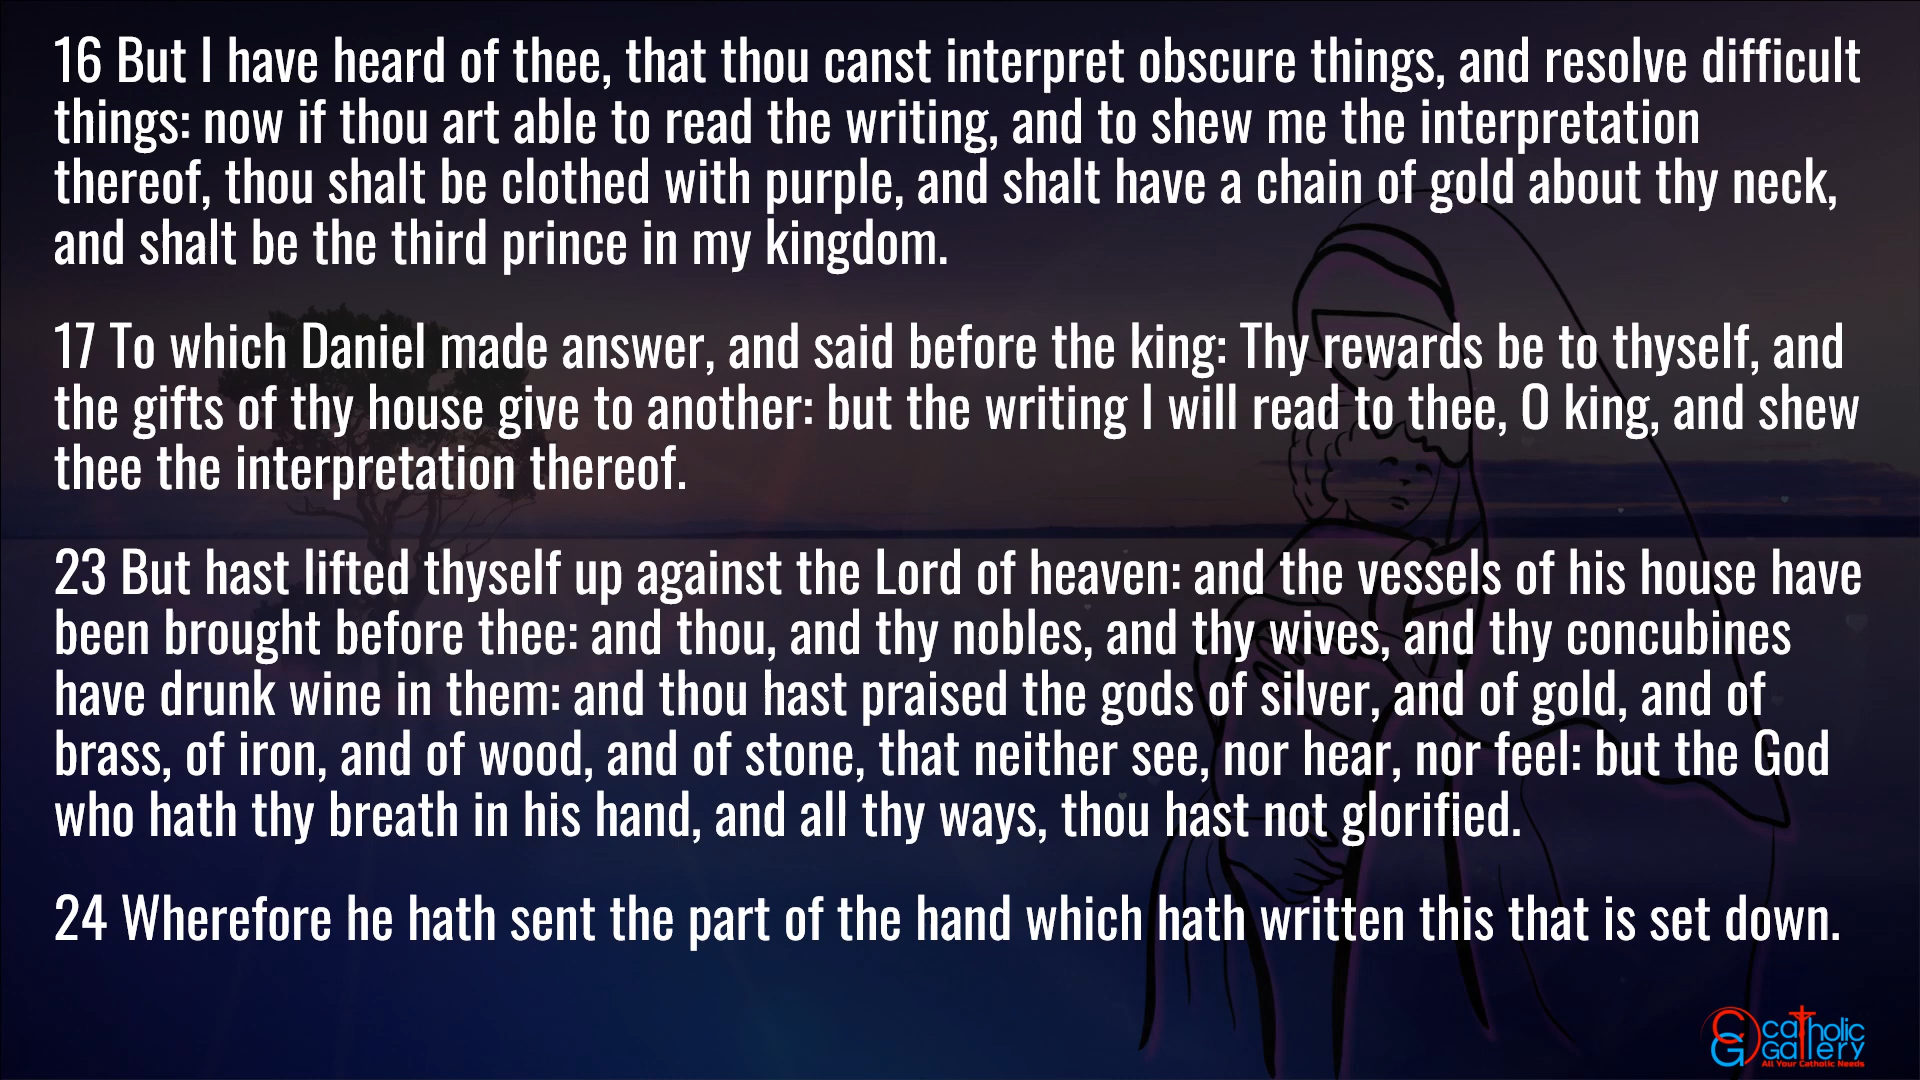 16 But I have heard of thee, that thou canst interpret obscure things, and resolve difficult
things: now if thou art able to read the writing, and to shew me the interpretation
thereof, thou shalt be clothed with purple, and shalt have a chain of gold about thy neck,
and shalt be the third prince in my kingdom.
17 To which Daniel made answer, and said before the king: Thy rewards be to thyself, and
the gifts of thy house give to another: but the writing I will read to thee, O king, and shew
thee the interpretation thereof.
23 But hast lifted thyself up against the Lord of heaven: and the vessels of his house have
been brought before thee: and thou, and thy nobles, and thy wives, and thy concubines
have drunk wine in them: and thou hast praised the gods of silver, and of gold, and of
brass, of iron, and of wood, and of stone, that neither see, nor hear, nor feel: but the God
who hath thy breath in his hand, and all thy ways, thou hast not glorified.
24 Wherefore he hath sent the part of the hand which hath written this that is set down.
CG catholic
Gallery
All Your Catholic Needs